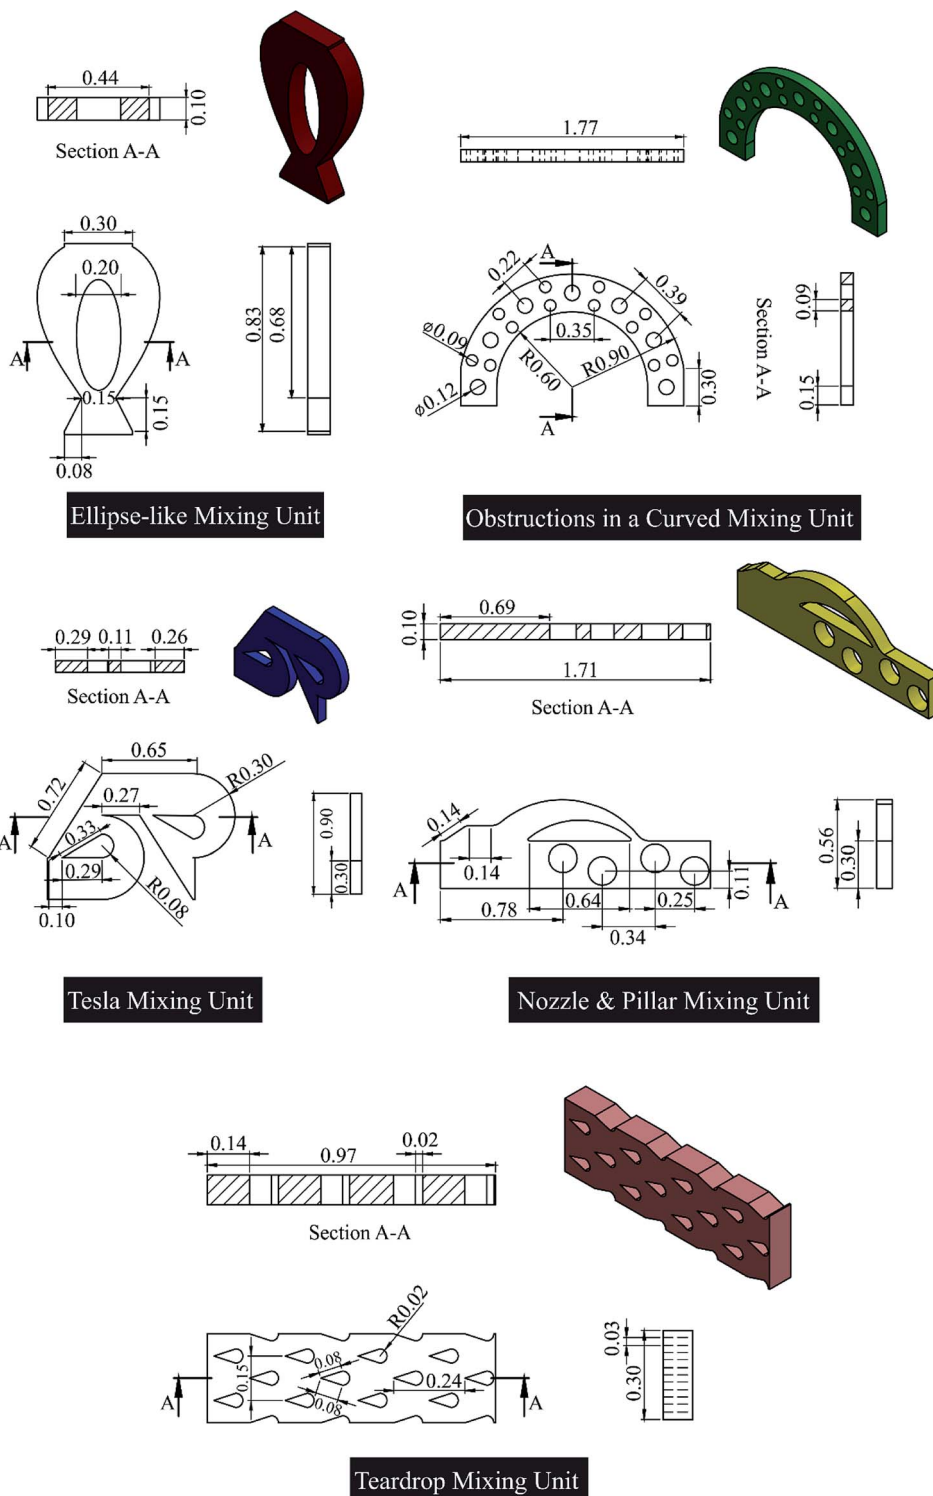 0.44
0.10
Section A-A
0.30
0.20
A
A
0.15
0.15
0.08
0.83
0.68
Ellipse-like Mixing Unit
1.77
A
0.22
0.39
0.35
⌀0.09
R0.60
R0.90
⌀0.12
0.30
A
Section A-A
0.09
0.15
Obstructions in a Curved Mixing Unit
0.29
0.11
0.26
Section A-A
0.65
0.72
R0.30
0.27
A
A
0.33
0.29
R0.08
0.10
0.90
0.30
Tesla Mixing Unit
0.69
0.10
1.71
Section A-A
0.14
0.14
A
A
0.11
0.78
0.64
0.25
0.34
0.56
0.30
Nozzle & Pillar Mixing Unit
0.14
0.02
0.97
Section A-A
R0.02
0.08
0.15
0.24
A
A
0.08
0.03
0.30
Teardrop Mixing Unit